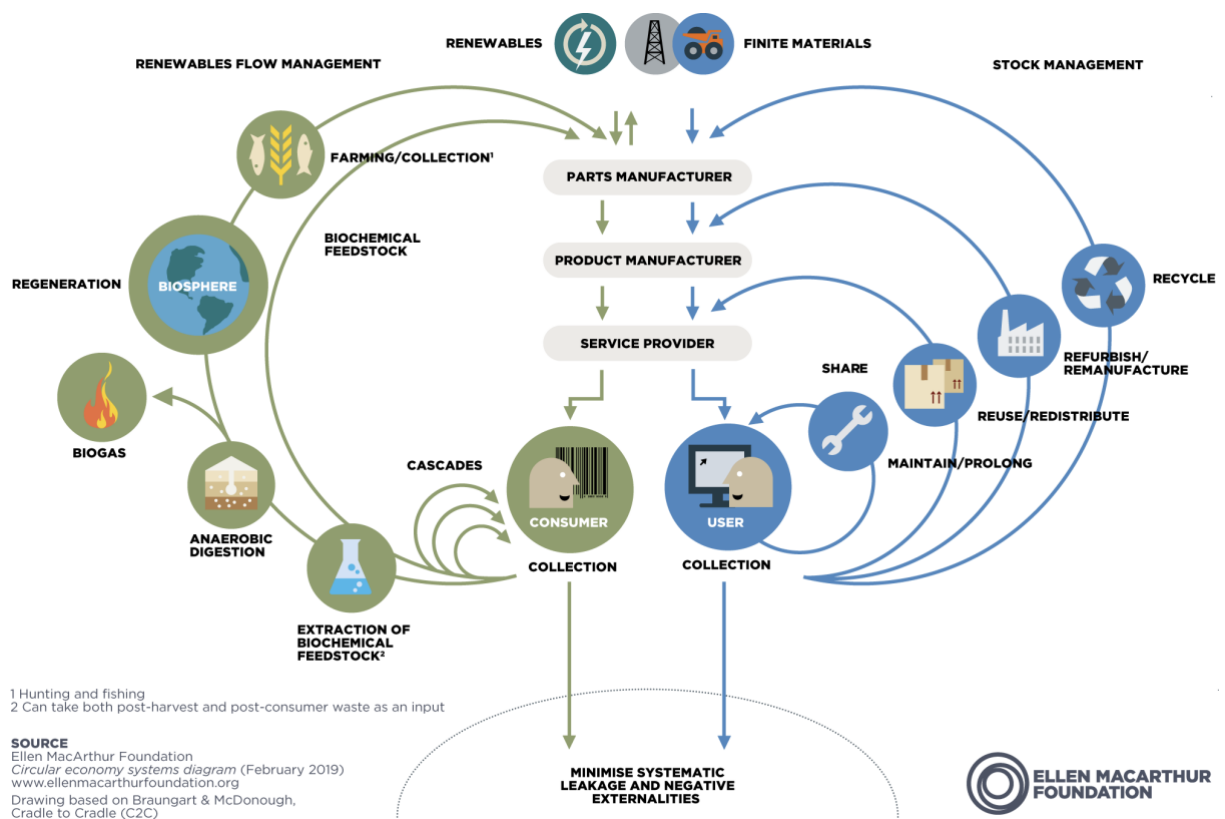 RENEWABLES
FINITE MATERIALS
RENEWABLES FLOW MANAGEMENT
STOCK MANAGEMENT
FARMING/COLLECTION¹
PARTS MANUFACTURER
BIOCHEMICAL
FEEDSTOCK
PRODUCT MANUFACTURER
REGENERATION
BIOSPHERE
RECYCLE
SERVICE PROVIDER
SHARE
REFURBISH/
REMANUFACTURE
REUSE/REDISTRIBUTE
BIOGAS
CASCADES
MAINTAIN/PROLONG
CONSUMER
USER
ANAEROBIC
DIGESTION
COLLECTION
COLLECTION
EXTRACTION OF
BIOCHEMICAL
FEEDSTOCK²
1 Hunting and fishing
2 Can take both post-harvest and post-consumer waste as an input
SOURCE
Ellen MacArthur Foundation
Circular economy systems diagram (February 2019)
www.ellenmacarthurfoundation.org
Drawing based on Braungart & McDonough,
Cradle to Cradle (C2C)
MINIMISE SYSTEMATIC
LEAKAGE AND NEGATIVE
EXTERNALITIES
ELLEN MACARTHUR
FOUNDATION